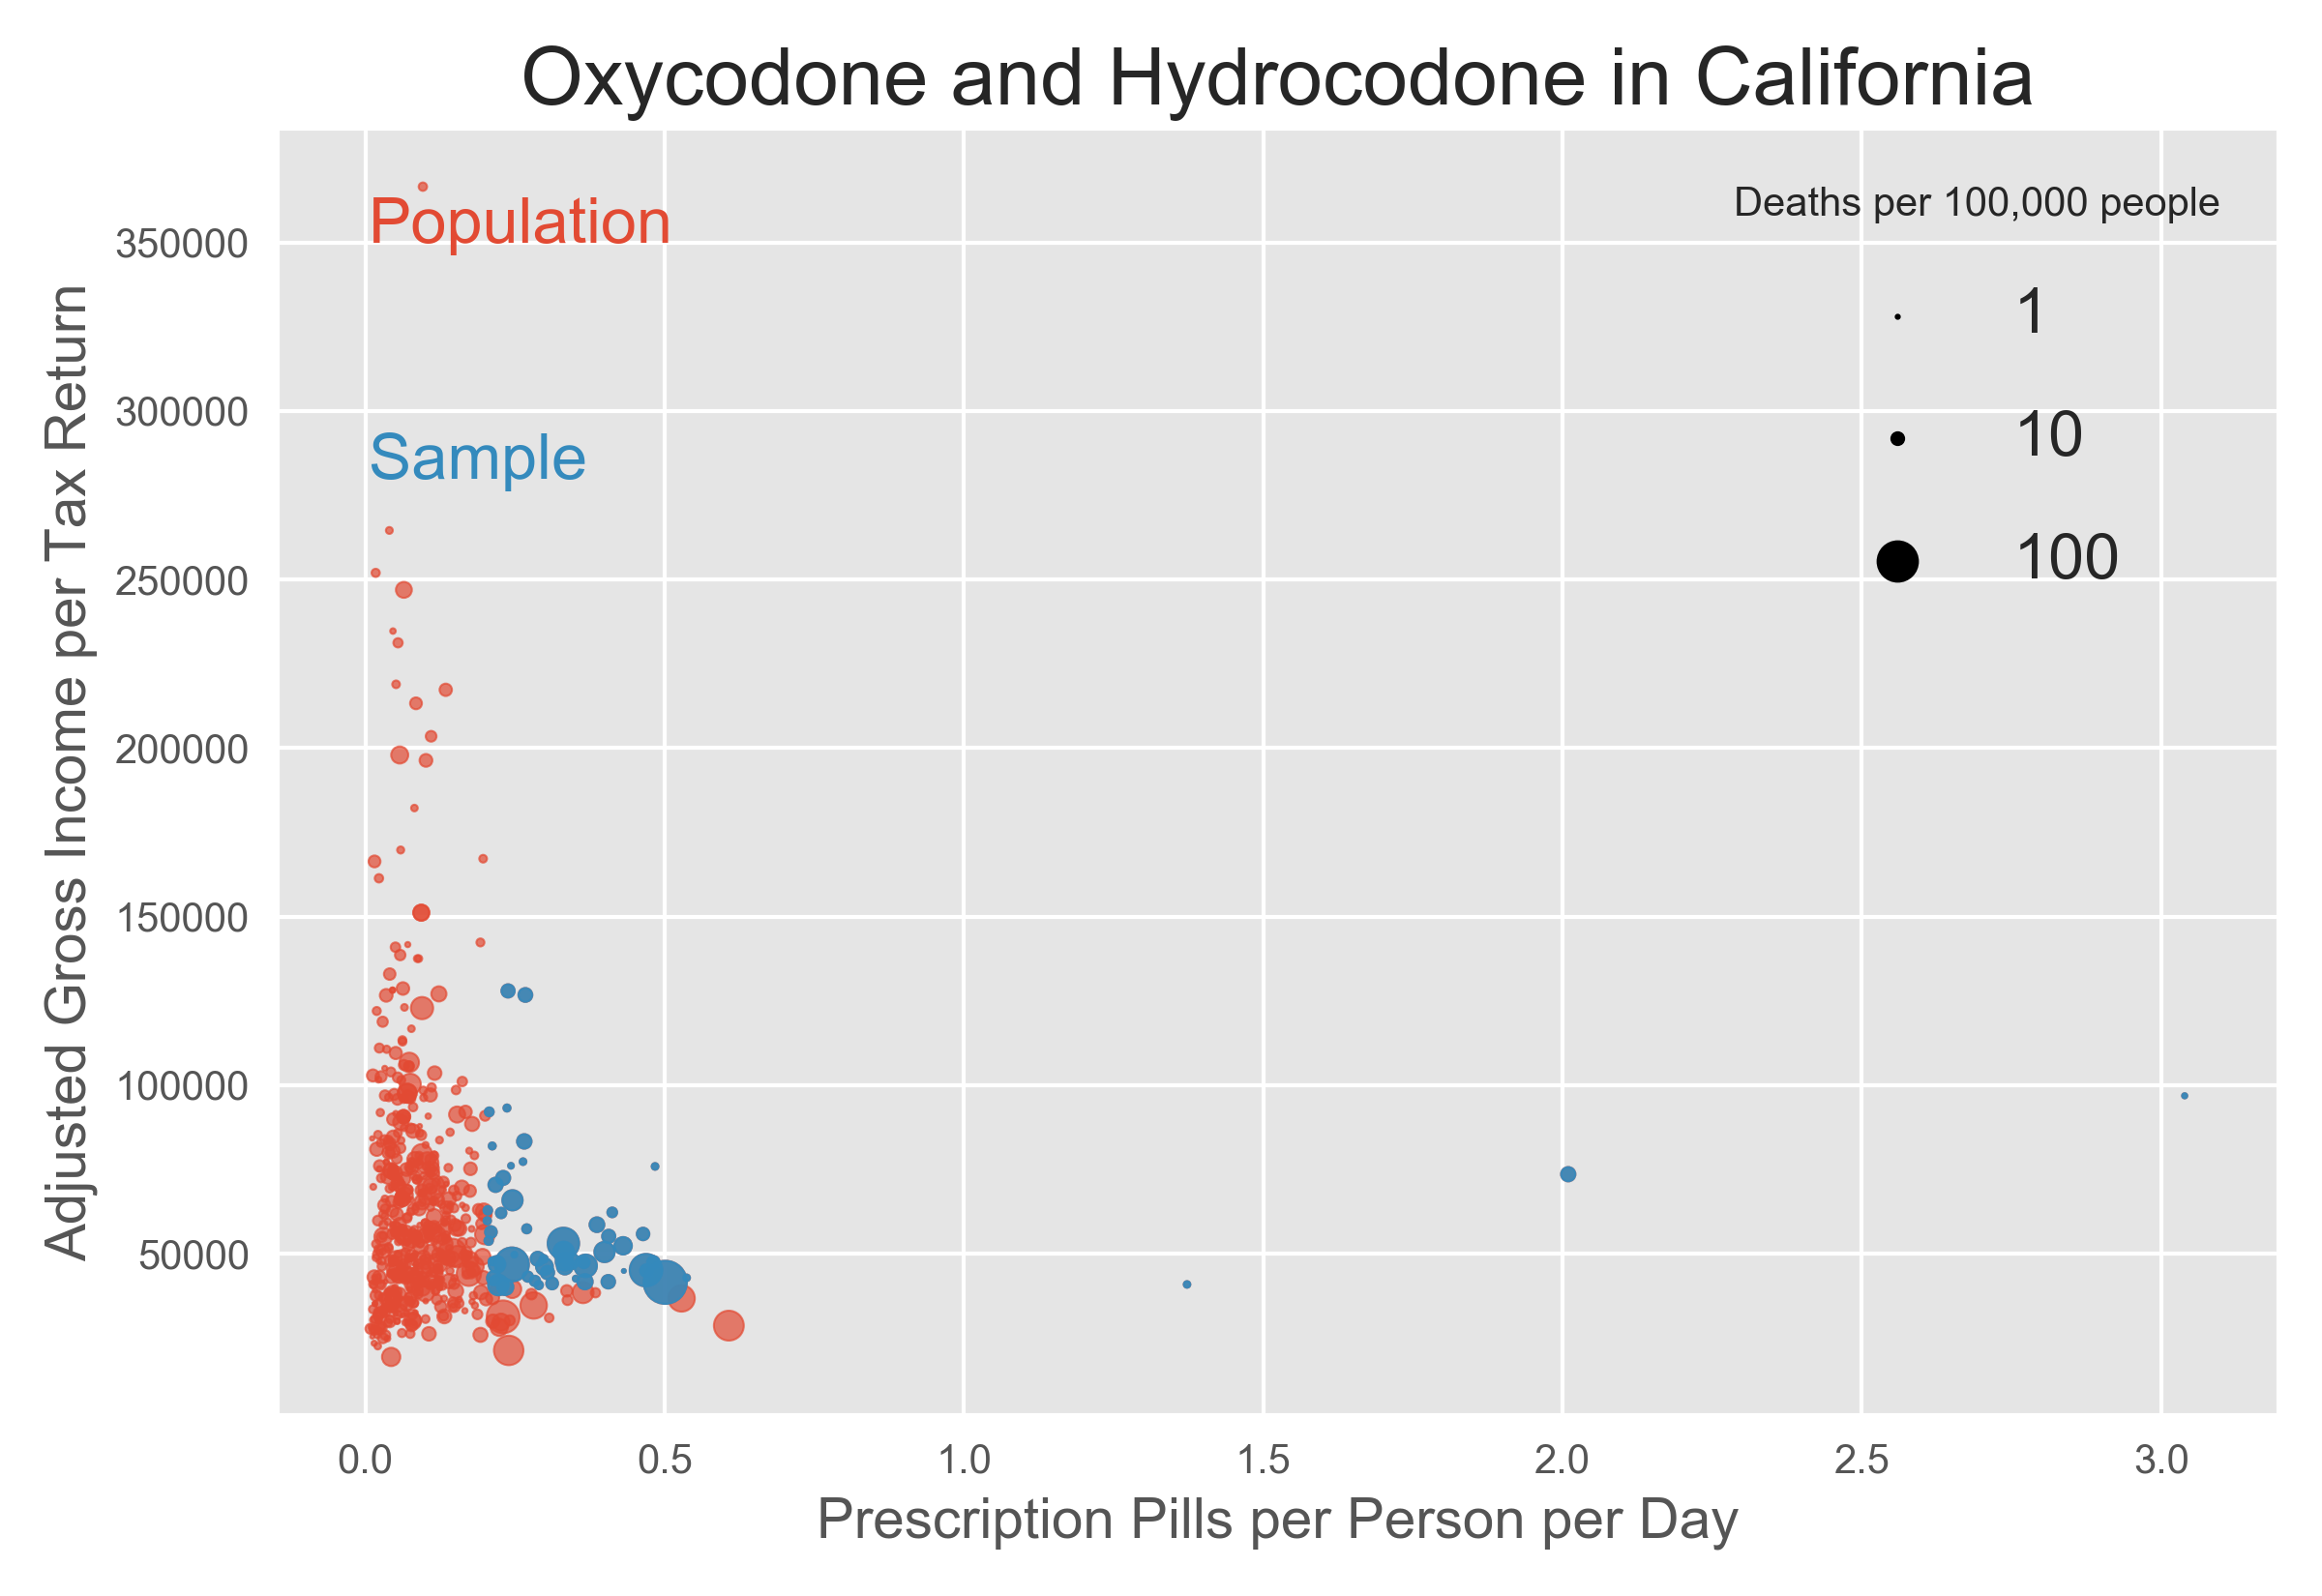 Oxycodone and Hydrocodone in California
Population
Sample
Deaths per 100,000 people
1
10
100
Adjusted Gross Income per Tax Return
350000
300000
250000
200000
150000
100000
50000
0.0 0.5 1.0 1.5 2.0 2.5 3.0
Prescription Pills per Person per Day